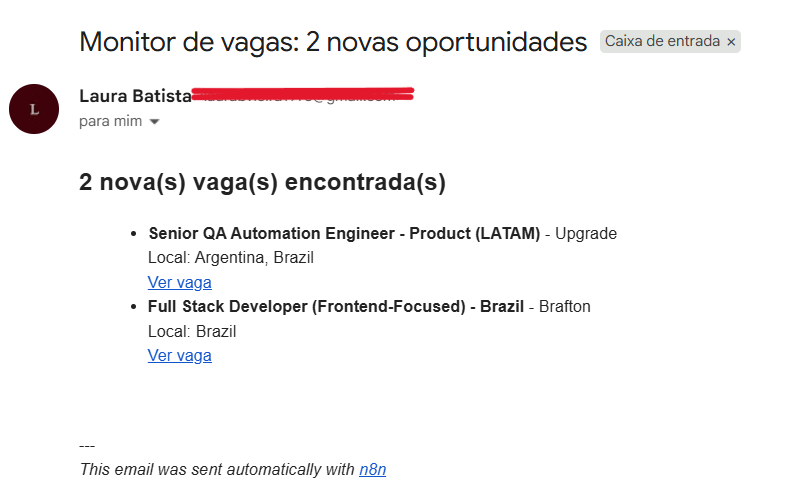 Monitor de vagas: 2 novas oportunidades Caixa de entrada ×
L
Laura Batista
para mim
2 nova(s) vaga(s) encontrada(s)
• Senior QA Automation Engineer - Product (LATAM) - Upgrade
Local: Argentina, Brazil
Ver vaga
• Full Stack Developer (Frontend-Focused) - Brazil - Brafton
Local: Brazil
Ver vaga
---
This email was sent automatically with n8n